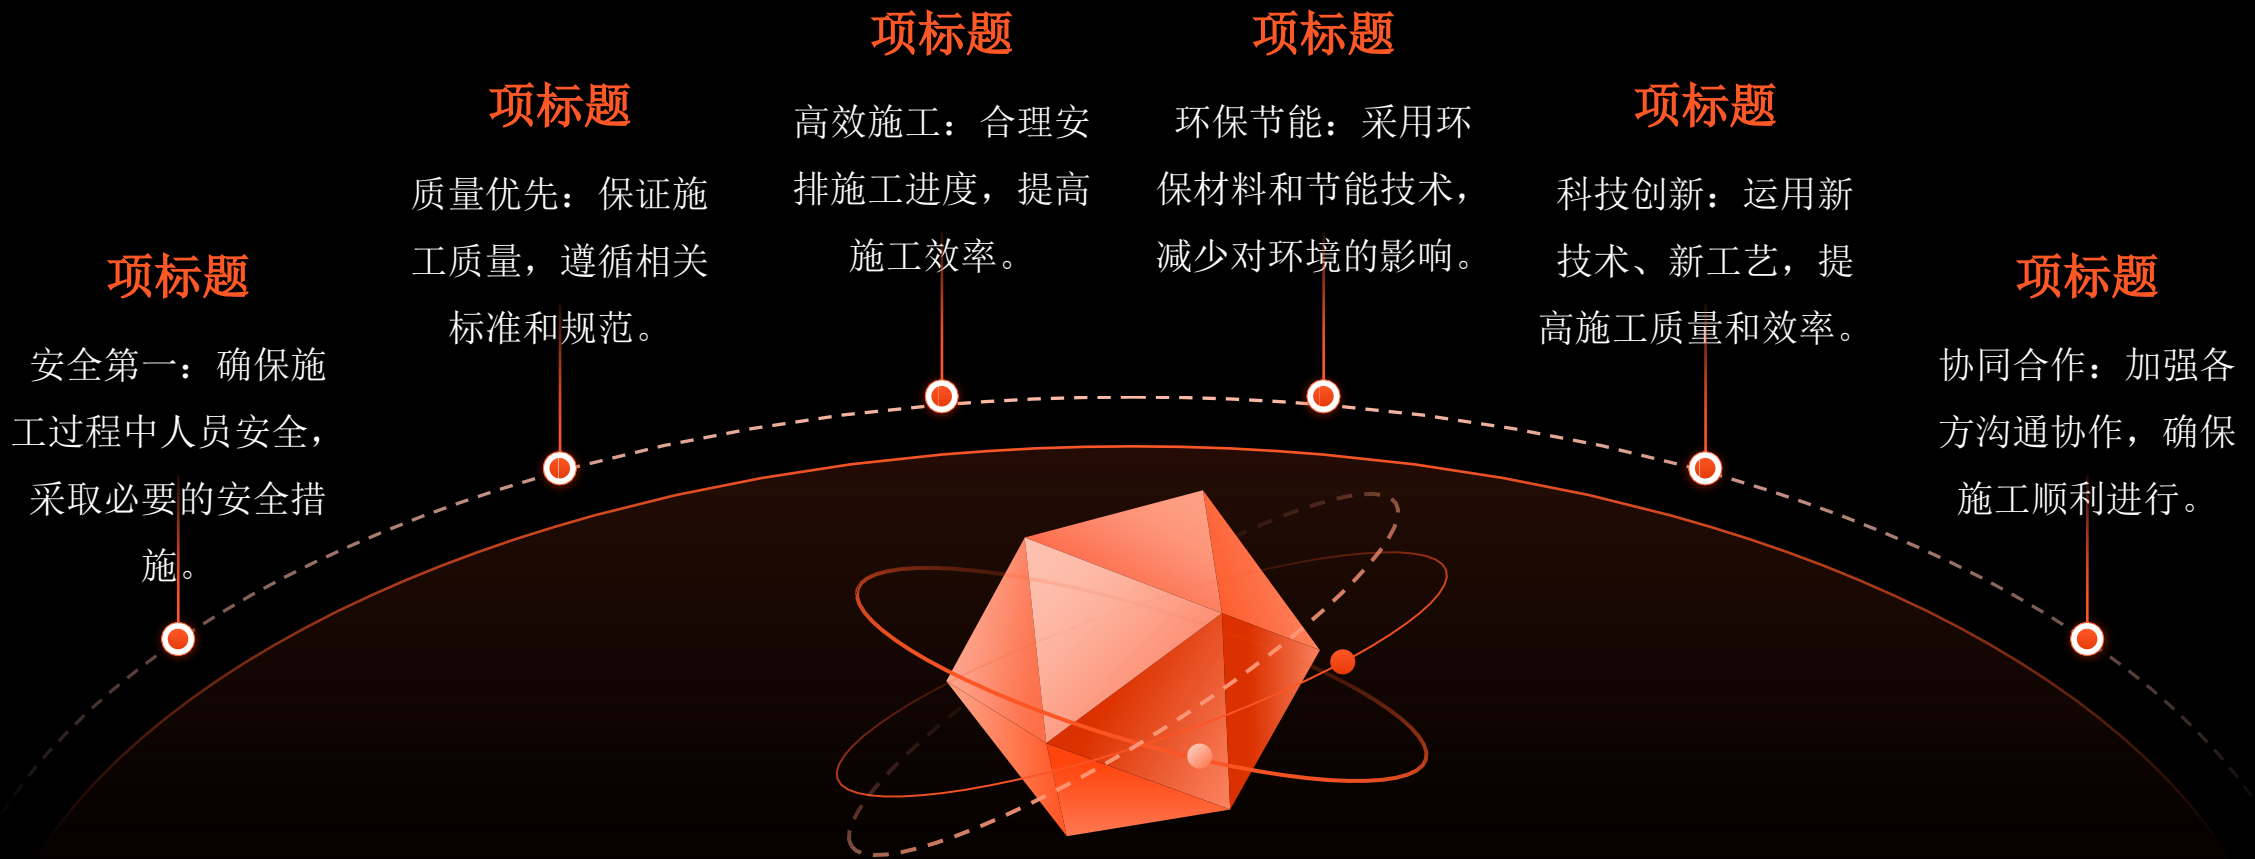 项标题
安全第一：确保施
工过程中人员安全，
采取必要的安全措
施。
项标题
质量优先：保证施
工质量，遵循相关
标准和规范。
项标题
高效施工：合理安
排施工进度，提高
施工效率。
项标题
环保节能：采用环
保材料和节能技术，
减少对环境的影响。
项标题
科技创新：运用新
技术、新工艺，提
高施工质量和效率。
项标题
协同合作：加强各
方沟通协作，确保
施工顺利进行。